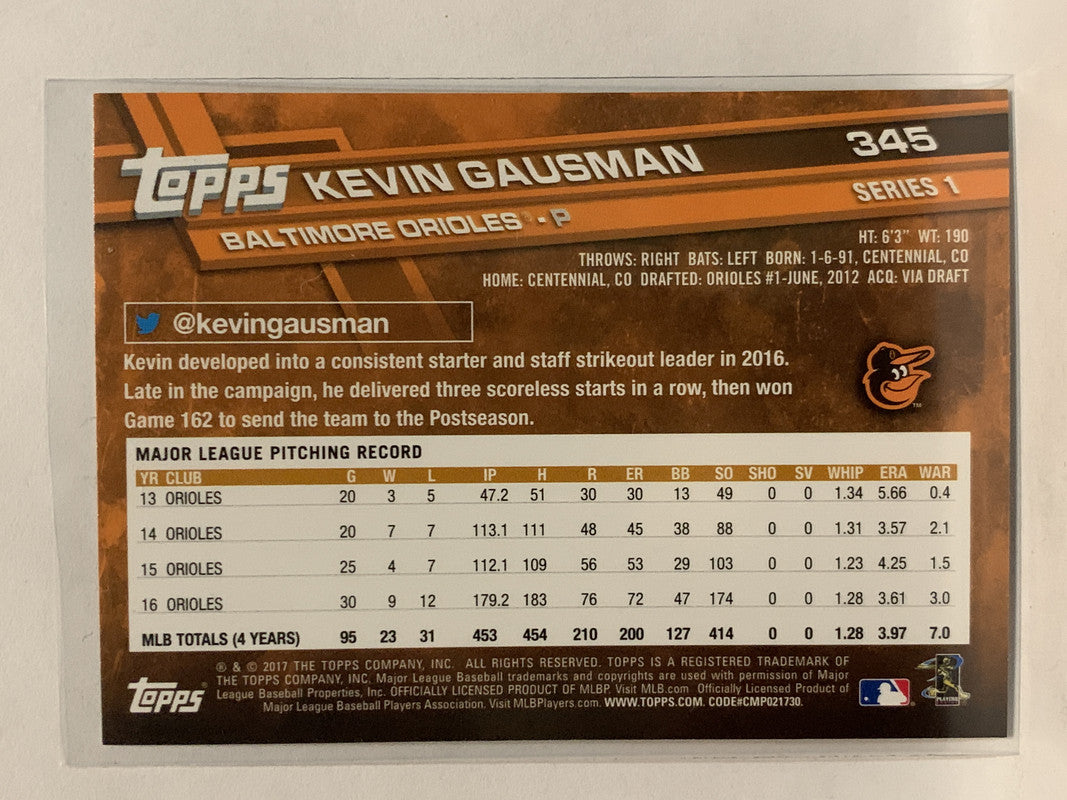 topps KEVIN GAUSMAN 345
BALTIMORE ORIOLES® - P SERIES 1
HT: 6'3" WT: 190
THROWS: RIGHT BATS: LEFT BORN: 1-6-91, CENTENNIAL, CO
HOME: CENTENNIAL, CO DRAFTED: ORIOLES #1-JUNE, 2012 ACQ: VIA DRAFT
@kevingausman
Kevin developed into a consistent starter and staff strikeout leader in 2016.
Late in the campaign, he delivered three scoreless starts in a row, then won
Game 162 to send the team to the Postseason.
MAJOR LEAGUE PITCHING RECORD
YR CLUB G W L IP H R ER BB SO SHO SV WHIP ERA WAR
13 ORIOLES 20 3 5 47.2 51 30 30 13 49 0 0 1.34 5.66 0.4
14 ORIOLES 20 7 7 113.1 111 48 45 38 88 0 0 1.31 3.57 2.1
15 ORIOLES 25 4 7 112.1 109 56 53 29 103 0 0 1.23 4.25 1.5
16 ORIOLES 30 9 12 179.2 183 76 72 47 174 0 0 1.28 3.61 3.0
MLB TOTALS (4 YEARS) 95 23 31 453 454 210 200 127 414 0 0 1.28 3.97 7.0
® & © 2017 THE TOPPS COMPANY, INC. ALL RIGHTS RESERVED. TOPPS IS A REGISTERED TRADEMARK OF
THE TOPPS COMPANY, INC. Major League Baseball trademarks and copyrights are used with permission of Major
League Baseball Properties, Inc. OFFICIALLY LICENSED PRODUCT OF MLBP. Visit MLB.com Officially Licensed Product of
Major League Baseball Players Association. Visit MLBPlayers.com. WWW.TOPPS.COM. CODE#CMP021730.
topps®
PLAYERS